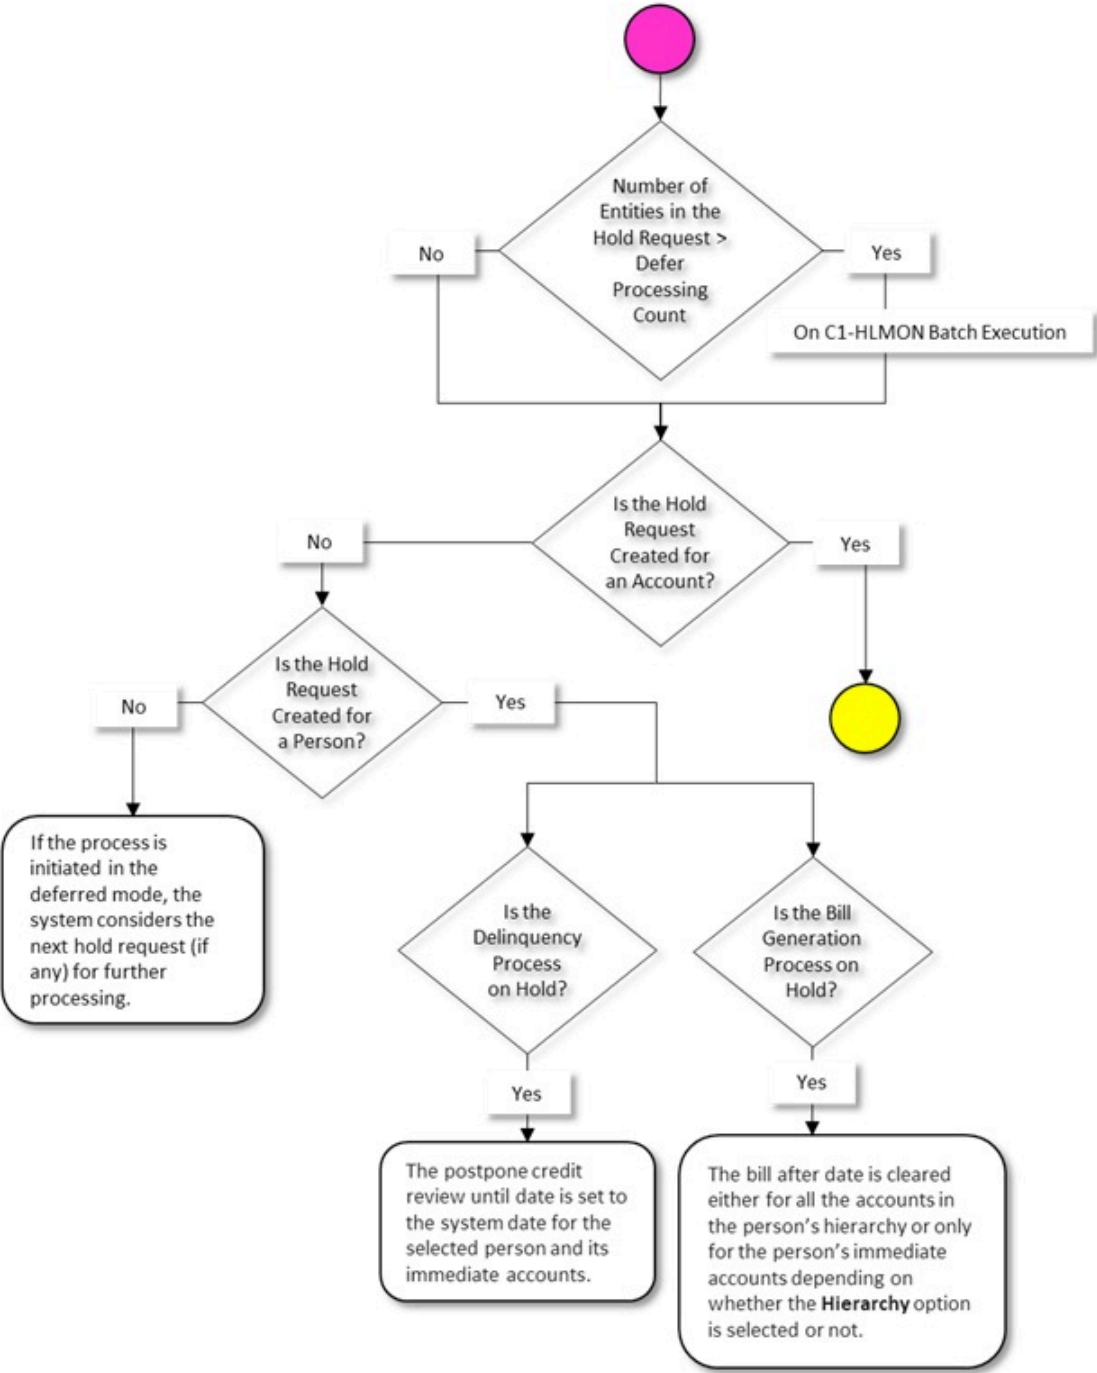 Number of
Entities in the
Hold Request >
Defer
Processing
Count
No
Yes
On C1-HLMON Batch Execution
Is the Hold
Request
Created for
an Account?
No
Yes
Is the Hold
Request
Created for
a Person?
No
Yes
If the process is
initiated in the
deferred mode, the
system considers the
next hold request (if
any) for further
processing.
Is the
Delinquency
Process
on Hold?
Is the Bill
Generation
Process on
Hold?
Yes
Yes
The postpone credit
review until date is set to
the system date for the
selected person and its
immediate accounts.
The bill after date is cleared
either for all the accounts in
the person's hierarchy or only
for the person's immediate
accounts depending on
whether the Hierarchy option
is selected or not.